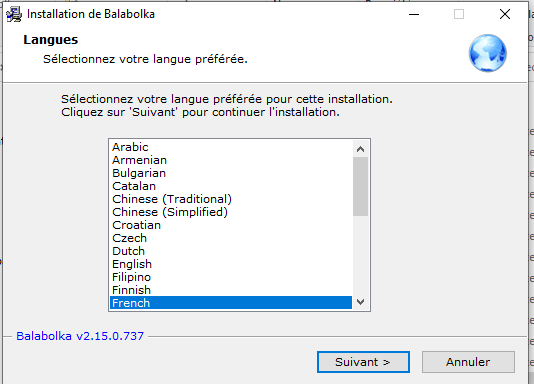 Installation de Balabolka
Langues
Sélectionnez votre langue préférée.
Sélectionnez votre langue préférée pour cette installation.
Cliquez sur 'Suivant' pour continuer l'installation.
Arabic
Armenian
Bulgarian
Catalan
Chinese (Traditional)
Chinese (Simplified)
Croatian
Czech
Dutch
English
Filipino
Finnish
French
Balabolka v2.15.0.737
Suivant >
Annuler